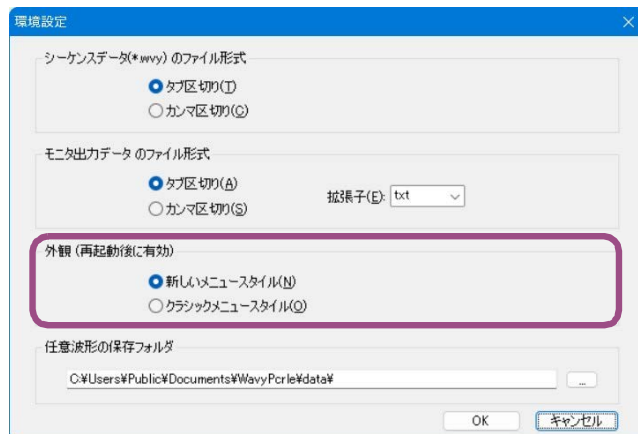 環境設定
シーケンスデータ(*.wvy) のファイル形式
タブ区切り(T)
カンマ区切り(C)
モニタ出力データ のファイル形式
タブ区切り(A)
カンマ区切り(S)
拡張子(E): txt
外観 (再起動後に有効)
新しいメニュースタイル(N)
クラシックメニュースタイル(O)
任意波形の保存フォルダ
C:¥Users¥Public¥Documents¥WavyPcrle¥data¥
...
OK キャンセル